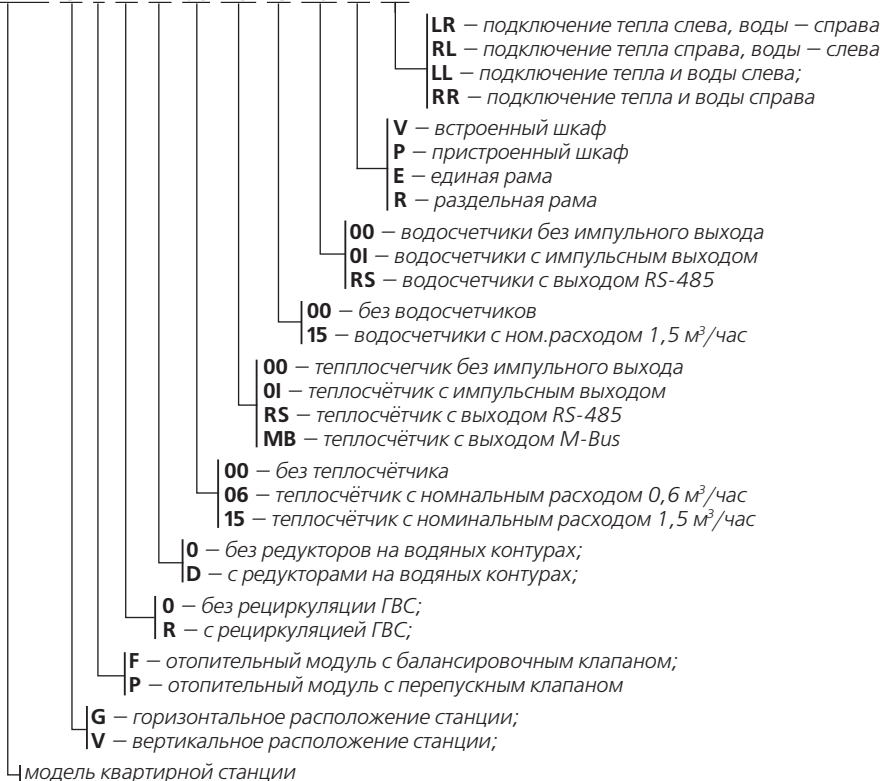 LR – подключение тепла слева, воды – справа
RL – подключение тепла справа, воды – слева
LL – подключение тепла и воды слева;
RR – подключение тепла и воды справа
V – встроенный шкаф
P – пристроенный шкаф
E – единая рама
R – раздельная рама
00 – водосчетчики без импульного выхода
0I – водосчетчики с импульсным выходом
RS – водосчетчики с выходом RS-485
00 – без водосчетчиков
15 – водосчетчики с ном.расходом 1,5 м³/час
00 – тепплосчегчик без импульного выхода
0I – теплосчётчик с импульсным выходом
RS – теплосчётчик с выходом RS-485
MB – теплосчётчик с выходом M-Bus
00 – без теплосчётчика
06 – теплосчётчик с номнальным расходом 0,6 м³/час
15 – теплосчётчик с номинальным расходом 1,5 м³/час
0 – без редукторов на водяных контурах;
D – с редукторами на водяных контурах;
0 – без рециркуляции ГВС;
R – с рециркуляцией ГВС;
F – отопительный модуль с балансировочным клапаном;
P – отопительный модуль с перепускным клапаном
G – горизонтальное расположение станции;
V – вертикальное расположение станции;
модель квартирной станции